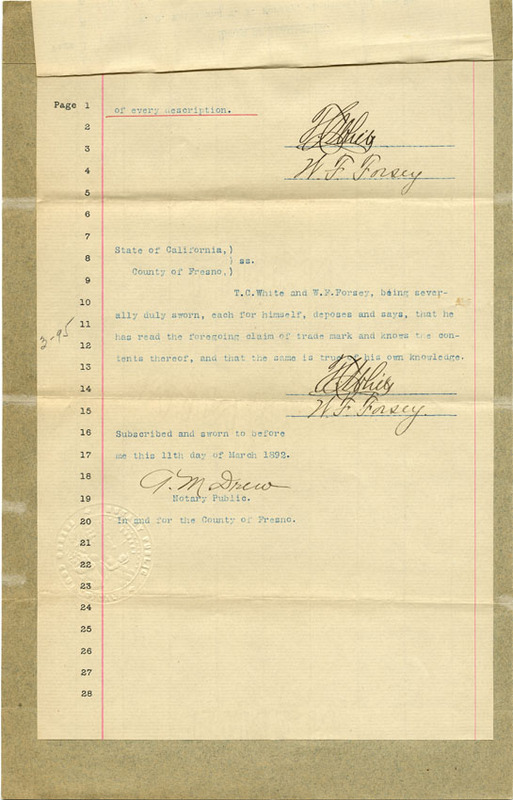 Page 1 of every description.
2
3 T.C. White
4 W. F. Forsey
5
6
7 State of California,)
8 ) ss.
9 County of Fresno,)
10 T.C.White and W.F.Forsey, being sever-
11 ally duly sworn, each for himself, deposes and says, that he
12 has read the foregoing claim of trade mark and knows the con-
13 tents thereof, and that the same is true of his own knowledge.
14 T.C. White
15 W. F. Forsey.
16 Subscribed and sworn to before
17 me this 11th day of March 1892.
18 A. M. Drew
19 Notary Public.
20 In and for the County of Fresno.
21
22
23
24
25
26
27
28
3-95